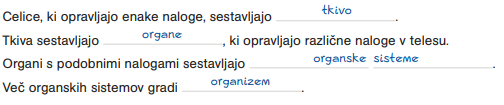 Celice, ki opravljajo enake naloge, sestavljajo tkivo.
Tkiva sestavljajo organe, ki opravljajo različne naloge v telesu.
Organi s podobnimi nalogami sestavljajo organske sisteme.
Več organskih sistemov gradi organizem.